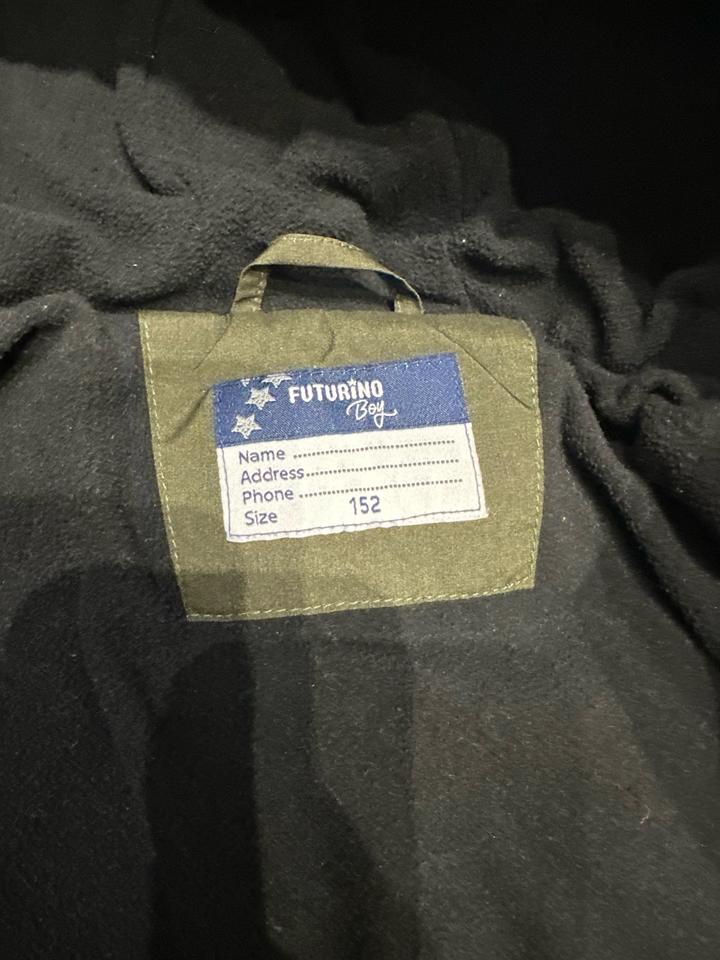 FUTURINO
Boy
Name ........................................
Address......................................
Phone ........................................
Size 152